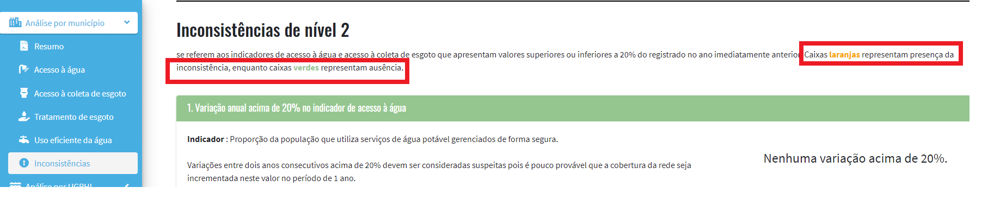 Análise por município
Resumo
Acesso à água
Acesso à coleta de esgoto
Tratamento de esgoto
Uso eficiente da água
Inconsistências
Análise por UGRHI
Inconsistências de nível 2
se referem aos indicadores de acesso à água e acesso à coleta de esgoto que apresentam valores superiores ou inferiores a 20% do registrado no ano imediatamente anterior. Caixas laranjas representam presença da
inconsistência, enquanto caixas verdes representam ausência.
1. Variação anual acima de 20% no indicador de acesso à água
Indicador : Proporção da população que utiliza serviços de água potável gerenciados de forma segura.
Variações entre dois anos consecutivos acima de 20% devem ser consideradas suspeitas pois é pouco provável que a cobertura da rede seja
incrementada neste valor no período de 1 ano.
Nenhuma variação acima de 20%.